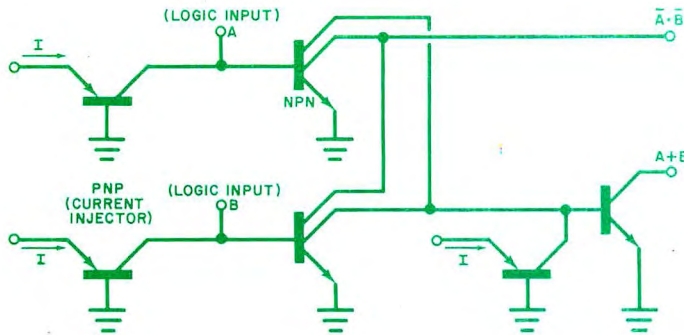 (LOGIC INPUT)
A
Ā·B̄
I
NPN
A+B
PNP
(CURRENT
INJECTOR)
(LOGIC INPUT)
B
I
I